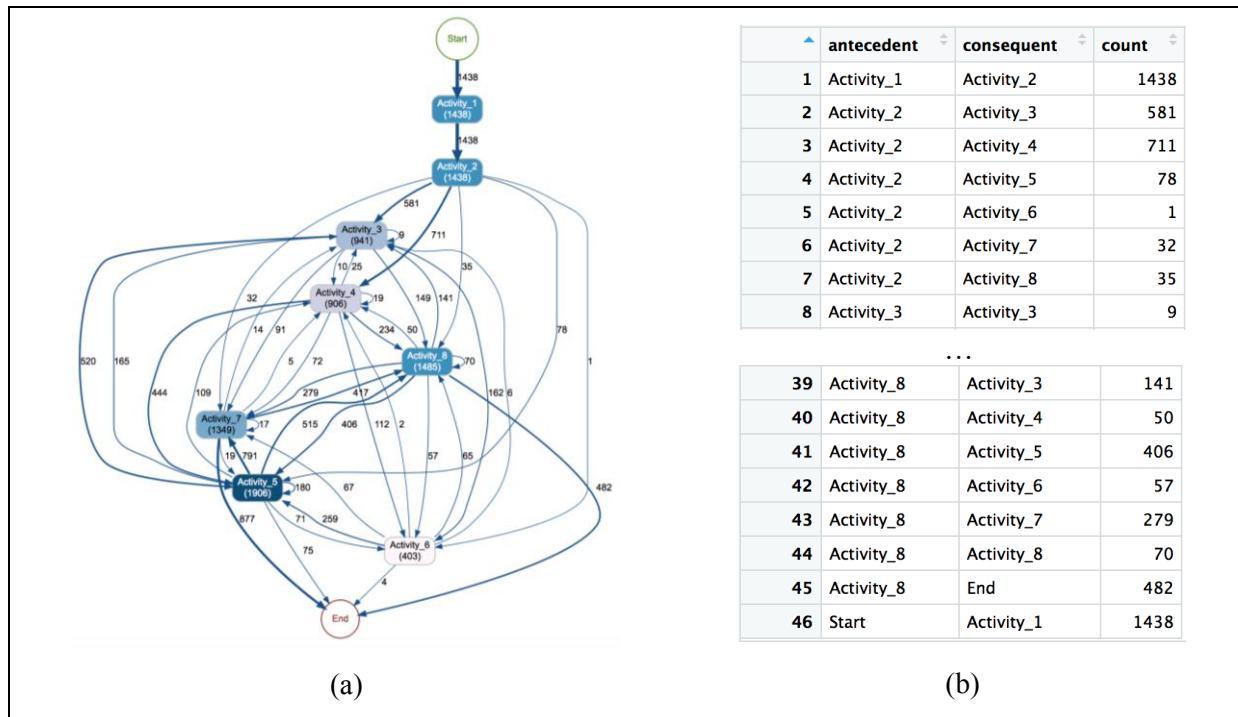 Start
1438
Activity_1
(1438)
1438
Activity_2
(1438)
581
Activity_3
(941)
9
711
10 25
35
Activity_4
(906)
19
32
149 141
14 91
234 50
78
Activity_8
(1485)
70
520 165
5 72
1
444 109
279 417
162 6
Activity_7
(1349)
17
515 406
112 2
19 791
57 65
Activity_5
(1906)
180
67
482
877
71 259
75
Activity_6
(403)
4
End
(a)
antecedent consequent count
1 Activity_1 Activity_2 1438
2 Activity_2 Activity_3 581
3 Activity_2 Activity_4 711
4 Activity_2 Activity_5 78
5 Activity_2 Activity_6 1
6 Activity_2 Activity_7 32
7 Activity_2 Activity_8 35
8 Activity_3 Activity_3 9
...
39 Activity_8 Activity_3 141
40 Activity_8 Activity_4 50
41 Activity_8 Activity_5 406
42 Activity_8 Activity_6 57
43 Activity_8 Activity_7 279
44 Activity_8 Activity_8 70
45 Activity_8 End 482
46 Start Activity_1 1438
(b)